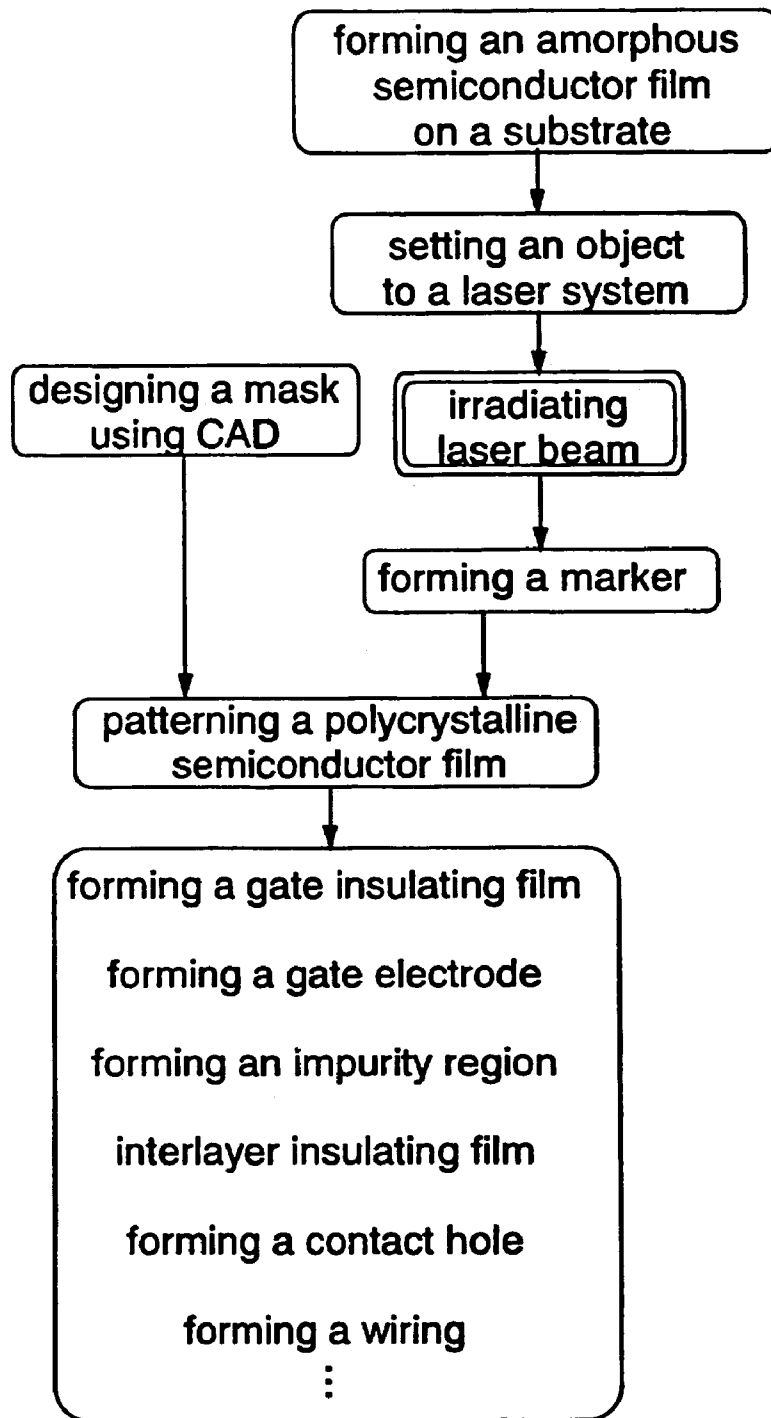 forming an amorphous
semiconductor film
on a substrate
setting an object
to a laser system
designing a mask
using CAD
irradiating
laser beam
forming a marker
patterning a polycrystalline
semiconductor film
forming a gate insulating film
forming a gate electrode
forming an impurity region
interlayer insulating film
forming a contact hole
forming a wiring
⋮